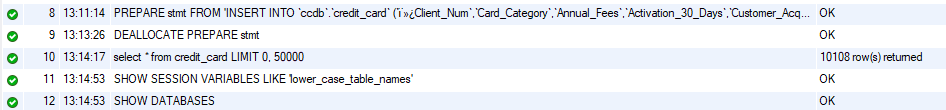 8 13:11:14 PREPARE stmt FROM 'INSERT INTO `ccdb`.`credit_card` (`ï»¿Client_Num`,`Card_Category`,`Annual_Fees`,`Activation_30_Days`,`Customer_Acq... OK
9 13:13:26 DEALLOCATE PREPARE stmt OK
10 13:14:17 select * from credit_card LIMIT 0, 50000 10108 row(s) returned
11 13:14:53 SHOW SESSION VARIABLES LIKE 'lower_case_table_names' OK
12 13:14:53 SHOW DATABASES OK